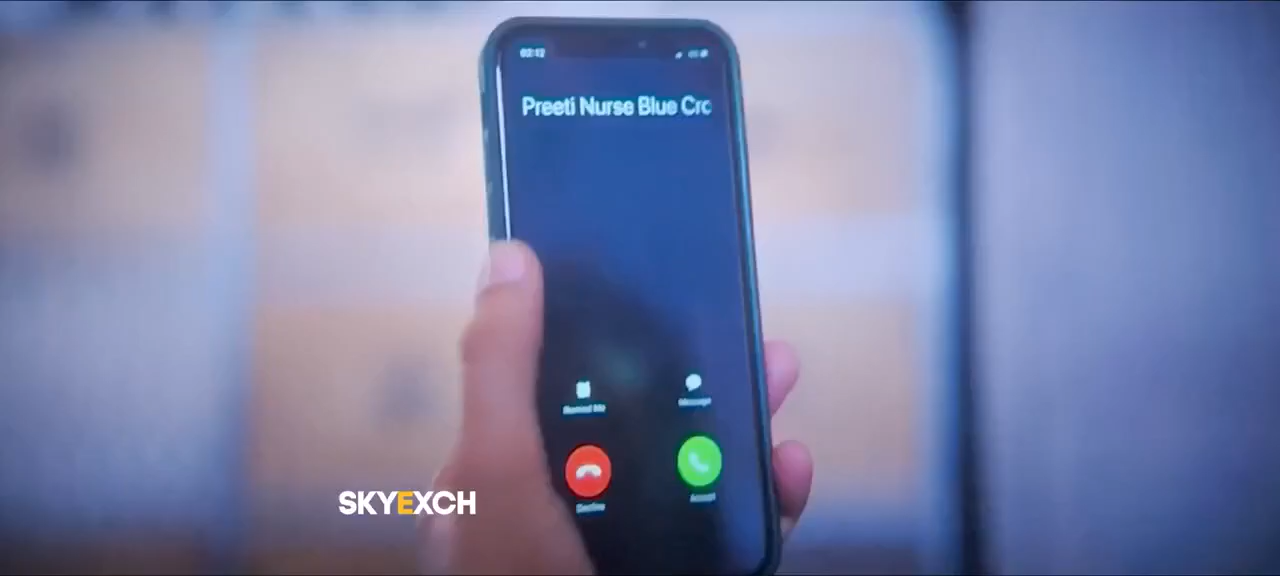 02:12
Preeti Nurse Blue Crc
Remind Me
Message
Decline
Accept
SKYEXCH